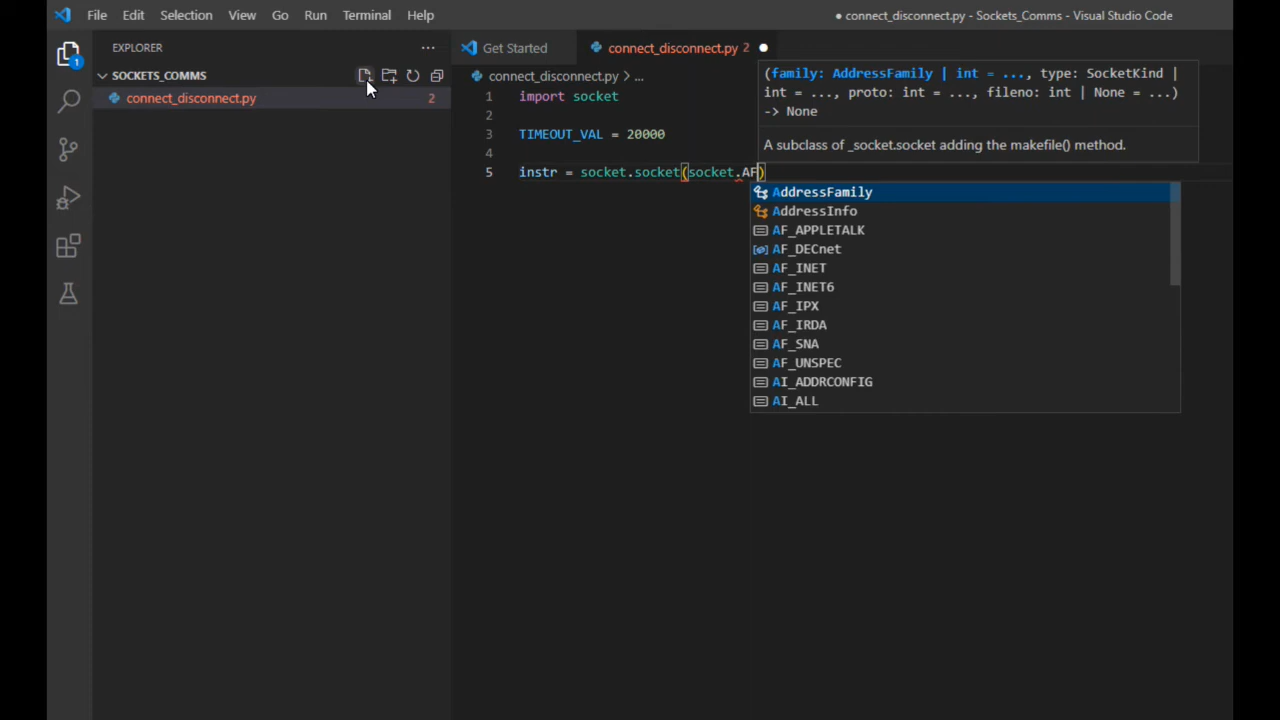 File Edit Selection View Go Run Terminal Help
● connect_disconnect.py - Sockets_Comms - Visual Studio Code
1
EXPLORER
SOCKETS_COMMS
connect_disconnect.py 2
Get Started
connect_disconnect.py 2 ●
connect_disconnect.py > ...
1 import socket
2
3 TIMEOUT_VAL = 20000
4
5 instr = socket.socket(socket.AF)
(family: AddressFamily | int = ..., type: SocketKind |
int = ..., proto: int = ..., fileno: int | None = ...)
-> None
A subclass of _socket.socket adding the makefile() method.
AddressFamily
AddressInfo
AF_APPLETALK
AF_DECnet
AF_INET
AF_INET6
AF_IPX
AF_IRDA
AF_SNA
AF_UNSPEC
AI_ADDRCONFIG
AI_ALL